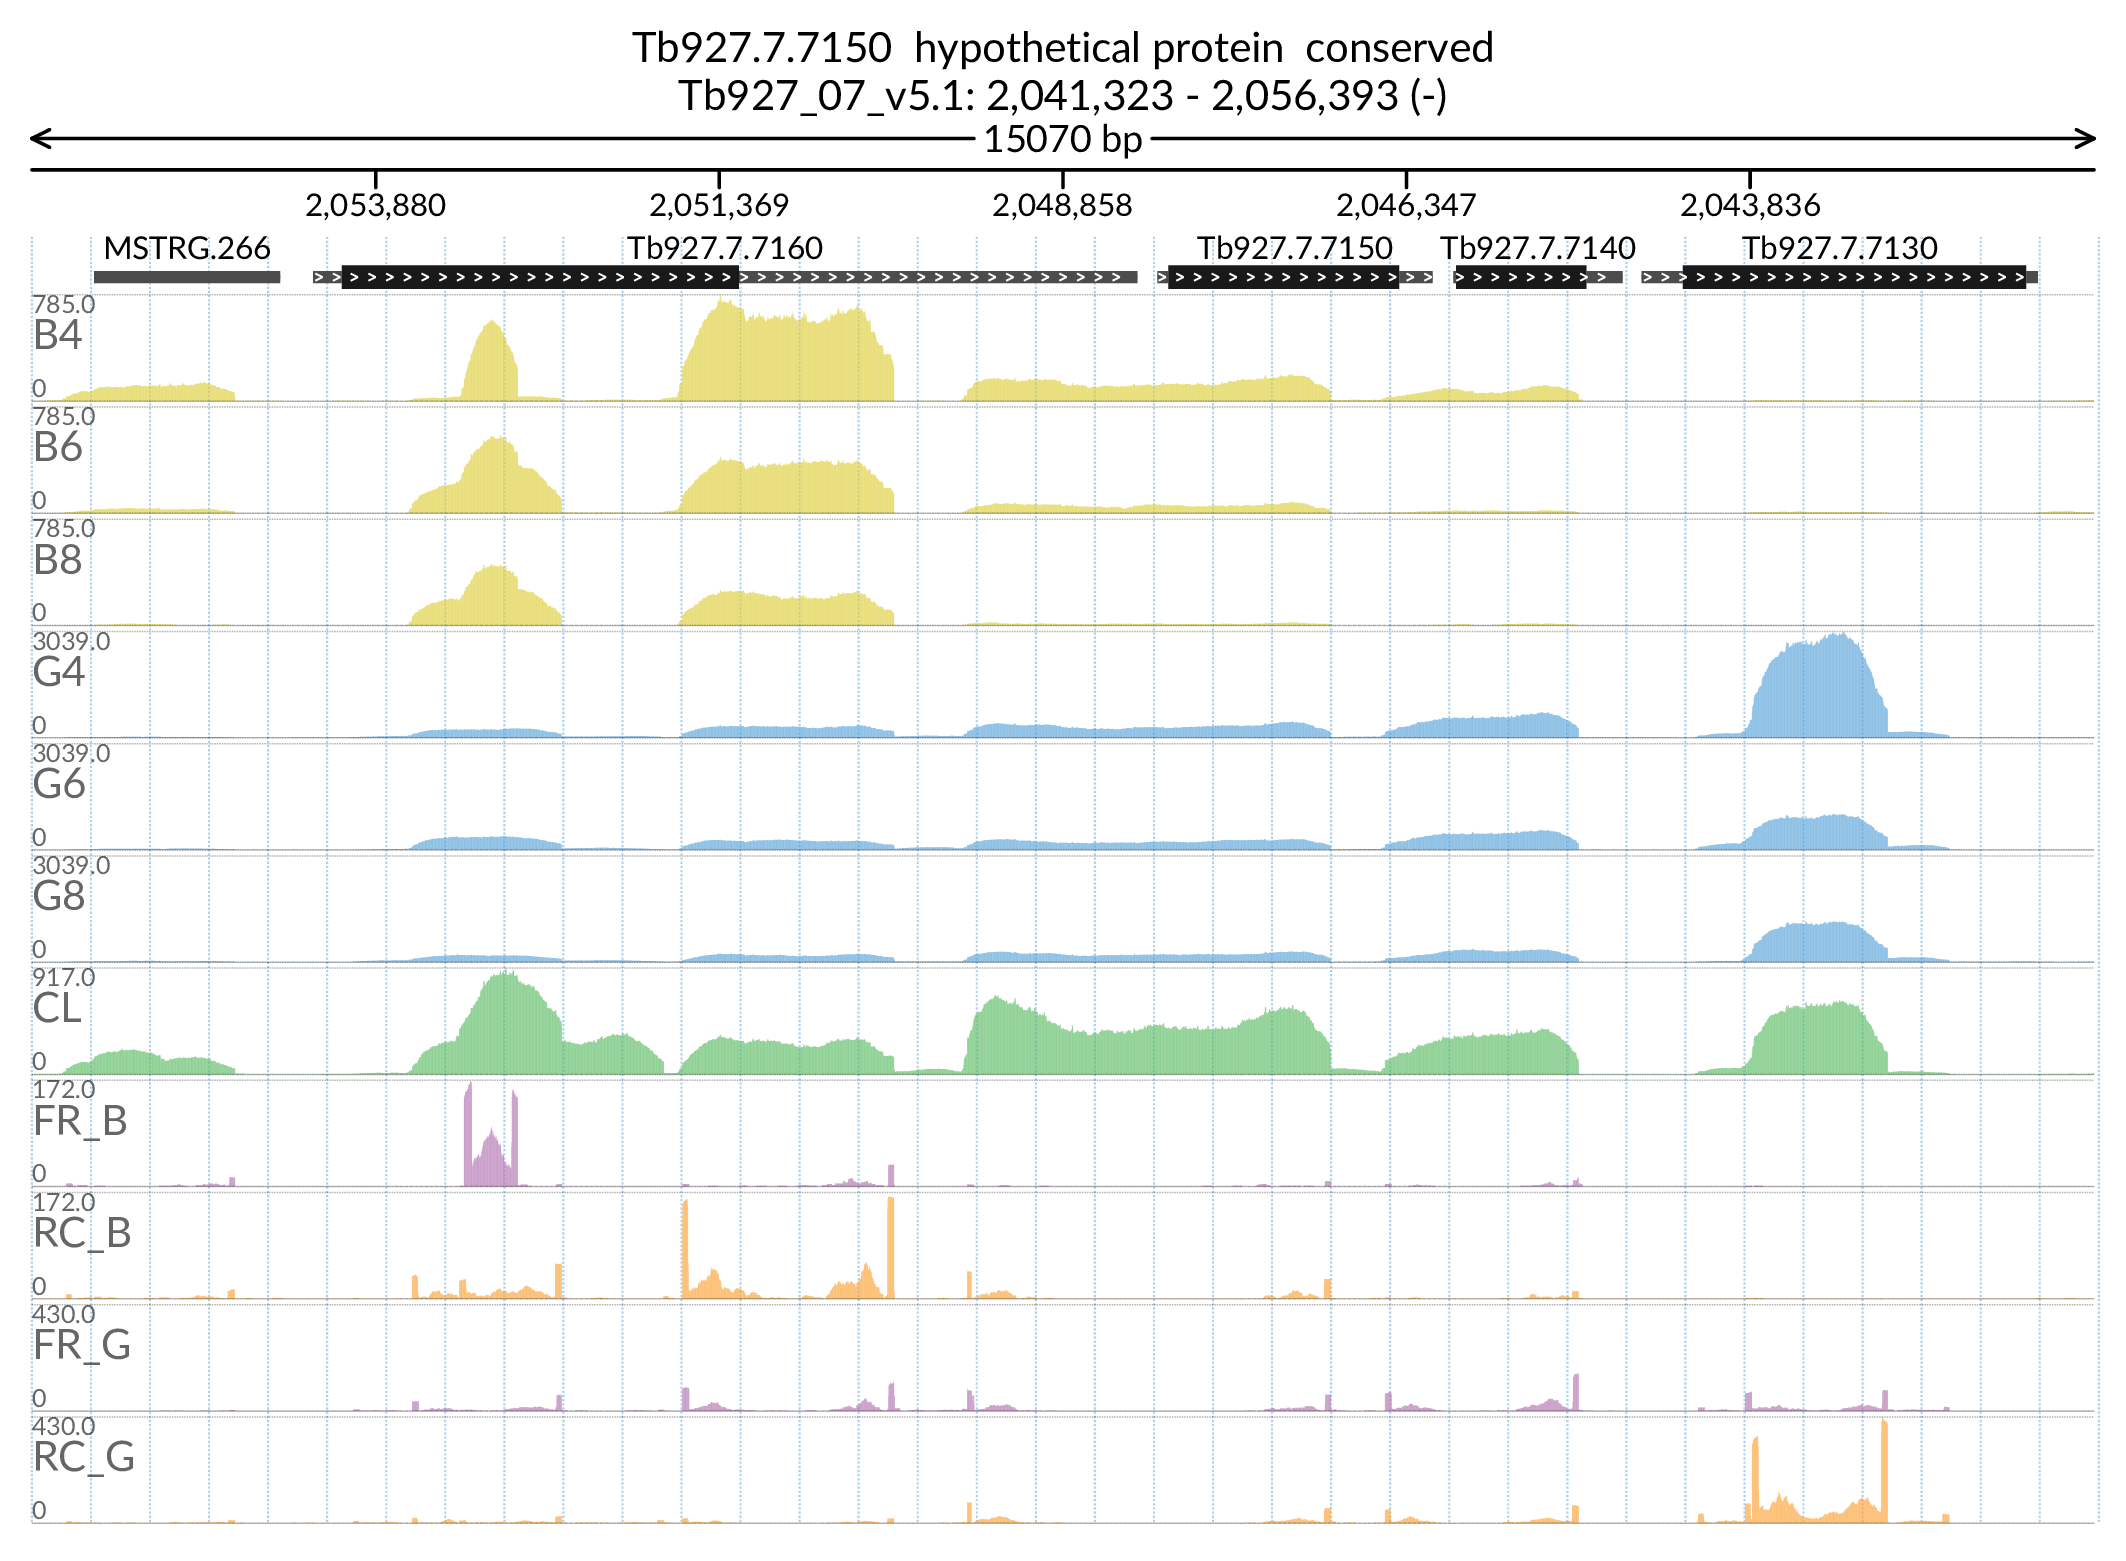 Tb927.7.7150 hypothetical protein conserved
Tb927_07_v5.1: 2,041,323 - 2,056,393 (-)
15070 bp
2,053,880 2,051,369 2,048,858 2,046,347 2,043,836
MSTRG.266 Tb927.7.7160 Tb927.7.7150 Tb927.7.7140 Tb927.7.7130
785.0
B4
0
785.0
B6
0
785.0
B8
0
3039.0
G4
0
3039.0
G6
0
3039.0
G8
0
917.0
CL
0
172.0
FR_B
0
172.0
RC_B
0
430.0
FR_G
0
430.0
RC_G
0